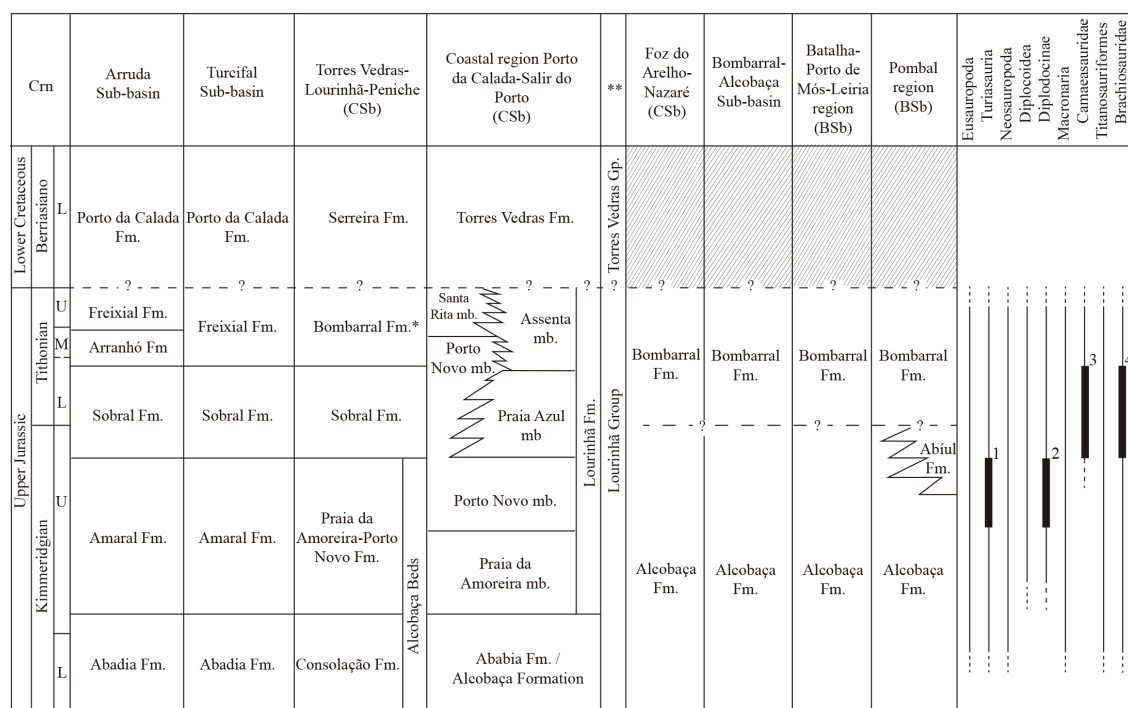 Crn
Arruda
Sub-basin
Turcifal
Sub-basin
Torres Vedras-
Lourinhã-Peniche
(CSb)
Coastal region Porto
da Calada-Salir do
Porto
(CSb)
**
Foz do
Arelho-
Nazaré
(CSb)
Bombarral-
Alcobaça
Sub-basin
Batalha-
Porto de
Mós-Leiria
region
(BSb)
Pombal
region
(BSb)
Eusauropoda
Turiasauria
Neosauropoda
Diplocoidea
Diplodocinae
Macronaria
Camaeasauridae
Titanosauriformes
Brachiosauridae
Lower Cretaceous
Berriasiano
L
Porto da Calada
Fm.
Porto da Calada
Fm.
Serreira Fm.
Torres Vedras Fm.
Torres Vedras Gp.
? ? ? ? ? ? ? ? ? ?
Upper Jurassic
Tithonian
U
M
L
Freixial Fm.
Arranhó Fm
Freixial Fm.
Bombarral Fm.*
Santa
Rita mb.
Porto
Novo mb.
Assenta
mb.
Bombarral
Fm.
Bombarral
Fm.
Bombarral
Fm.
Bombarral
Fm.
Sobral Fm.
Sobral Fm.
Sobral Fm.
Praia Azul
mb
Lourinhã Fm.
Lourinhã Group
? ? ?
Abíul
Fm.
1
2
3
4
Kimmeridgian
U
L
Amaral Fm.
Amaral Fm.
Praia da
Amoreira-Porto
Novo Fm.
Alcobaça Beds
Porto Novo mb.
Praia da
Amoreira mb.
Alcobaça
Fm.
Alcobaça
Fm.
Alcobaça
Fm.
Alcobaça
Fm.
Abadia Fm.
Abadia Fm.
Consolação Fm.
Ababia Fm. /
Alcobaça Formation